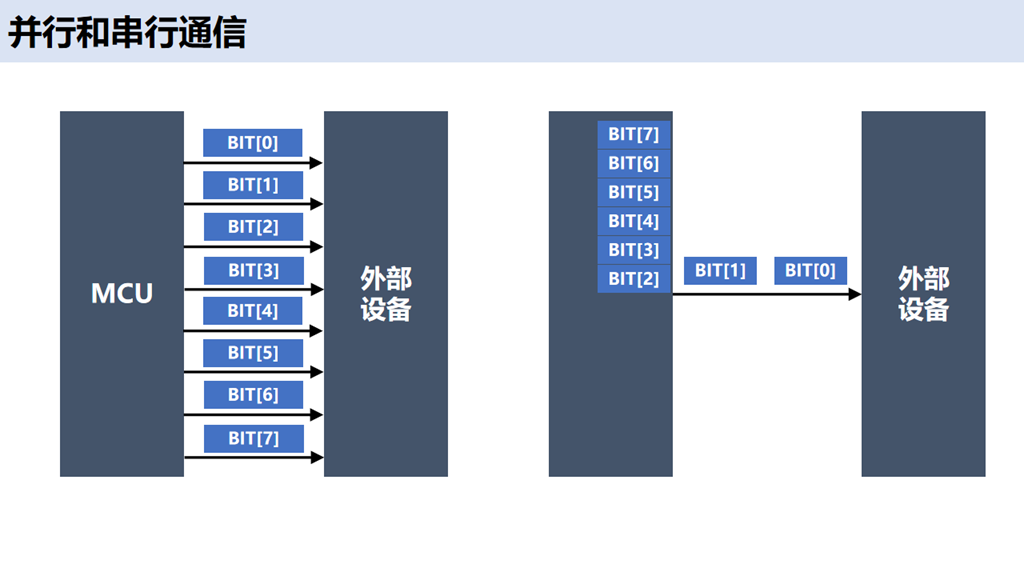 并行和串行通信
MCU
BIT[0]
BIT[1]
BIT[2]
BIT[3]
BIT[4]
BIT[5]
BIT[6]
BIT[7]
外部
设备
BIT[7]
BIT[6]
BIT[5]
BIT[4]
BIT[3]
BIT[2]
BIT[1] BIT[0]
外部
设备